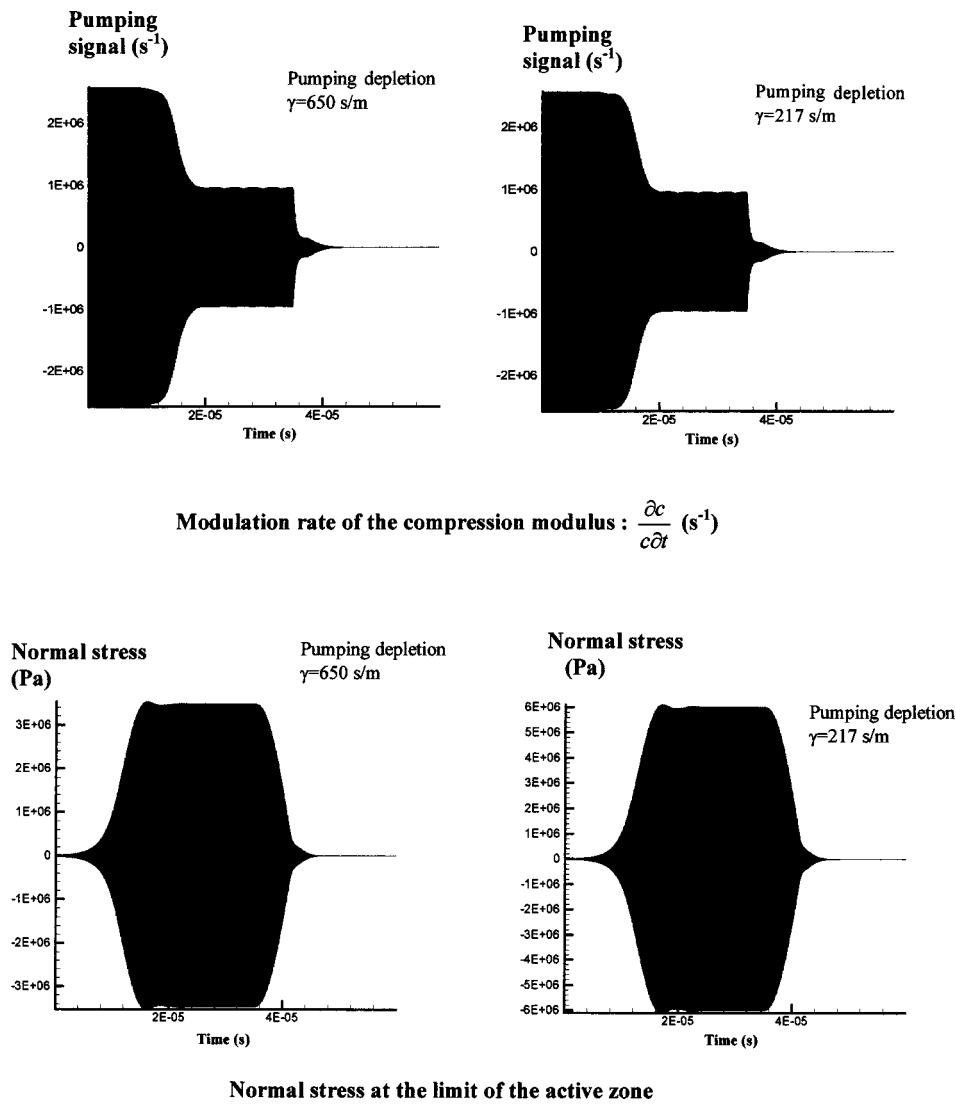 Pumping
signal (s-1)
Pumping depletion
γ=650 s/m
2E+06
1E+06
0
-1E+06
-2E+06
2E-05
4E-05
Time (s)
Pumping
signal (s-1)
Pumping depletion
γ=217 s/m
2E+06
1E+06
0
-1E+06
-2E+06
2E-05
4E-05
Time (s)
Modulation rate of the compression modulus : ∂c/c∂t (s-1)
Normal stress
(Pa)
Pumping depletion
γ=650 s/m
3E+06
2E+06
1E+06
0
-1E+06
-2E+06
-3E+06
2E-05
4E-05
Time (s)
Normal stress
(Pa)
Pumping depletion
γ=217 s/m
6E+06
5E+06
4E+06
3E+06
2E+06
1E+06
0
-1E+06
-2E+06
-3E+06
-4E+06
-5E+06
-6E+06
2E-05
4E-05
Time (s)
Normal stress at the limit of the active zone